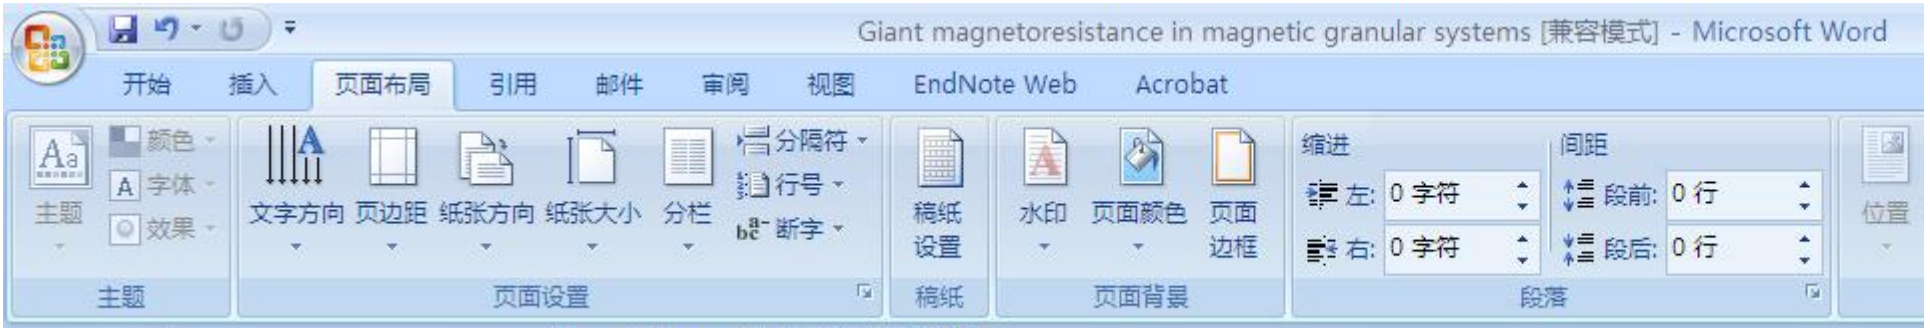 Giant magnetoresistance in magnetic granular systems [兼容模式] - Microsoft Word
开始 插入 页面布局 引用 邮件 审阅 视图 EndNote Web Acrobat
Aa 颜色 分隔符 缩进 间距
A 字体 行号 左: 0 字符 段前: 0 行
主题 效果 文字方向 页边距 纸张方向 纸张大小 分栏 断字 稿纸设置 水印 页面颜色 页面边框 右: 0 字符 段后: 0 行 位置
主题 页面设置 稿纸 页面背景 段落